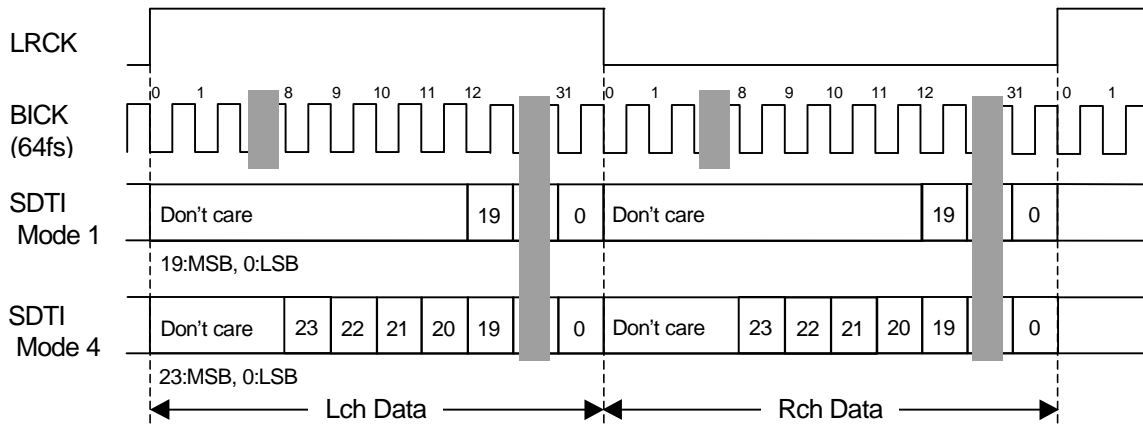 LRCK
BICK
(64fs)
0 1 8 9 10 11 12 31 0 1 8 9 10 11 12 31 0 1
SDTI
Mode 1
Don't care 19 0 Don't care 19 0
19:MSB, 0:LSB
SDTI
Mode 4
Don't care 23 22 21 20 19 0 Don't care 23 22 21 20 19 0
23:MSB, 0:LSB
Lch Data Rch Data